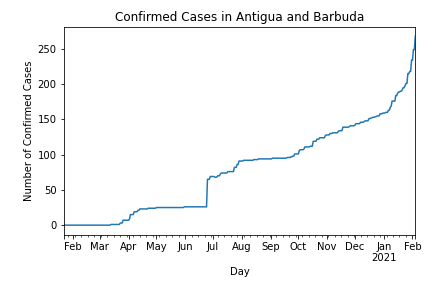 Confirmed Cases in Antigua and Barbuda
Number of Confirmed Cases
250
200
150
100
50
0
Feb Mar Apr May Jun Jul Aug Sep Oct Nov Dec Jan Feb
2021
Day